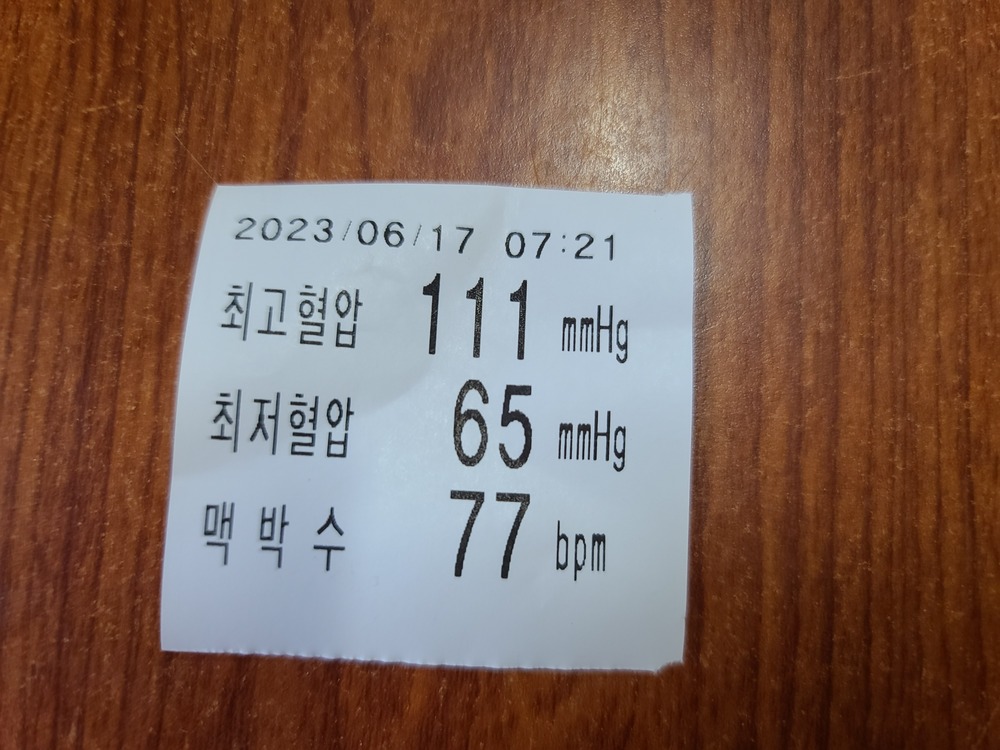 2023/06/17 07:21
최고혈압 111 mmHg
최저혈압 65 mmHg
맥 박 수 77 bpm